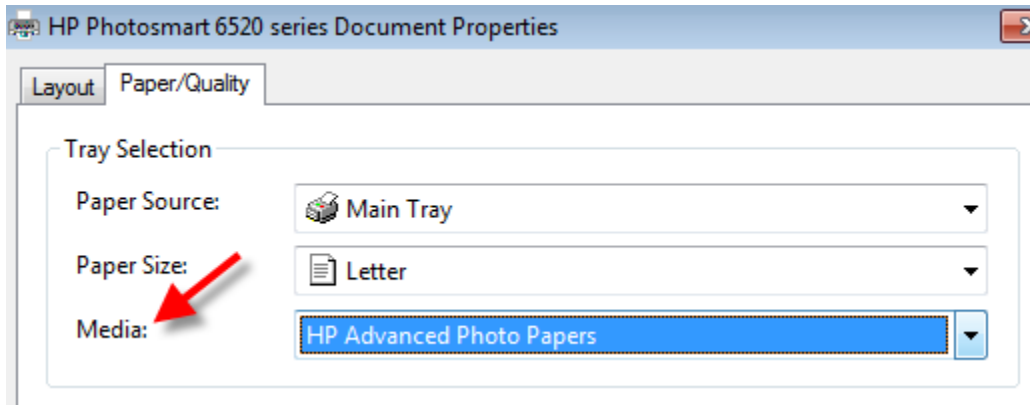 HP Photosmart 6520 series Document Properties
Layout Paper/Quality
Tray Selection
Paper Source: Main Tray
Paper Size: Letter
Media: HP Advanced Photo Papers